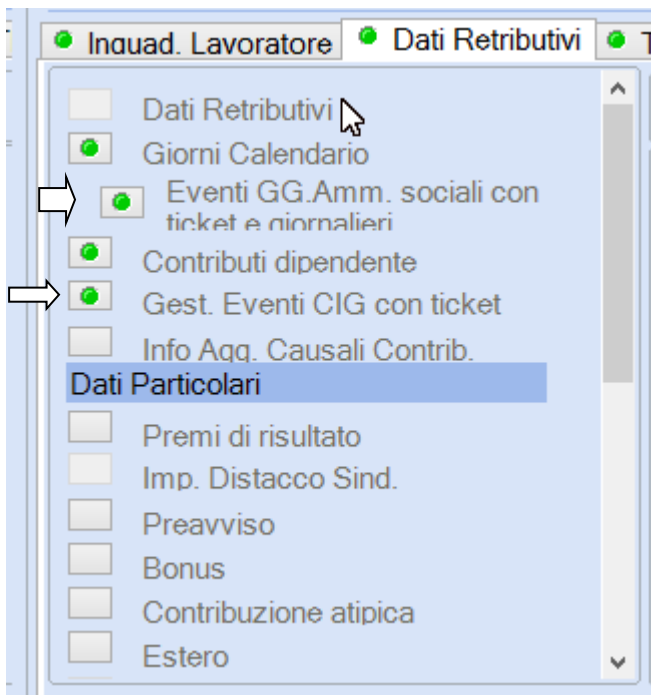 Inquad. Lavoratore
Dati Retributivi
Dati Retributivi
Giorni Calendario
Eventi GG.Amm. sociali con
ticket e giornalieri
Contributi dipendente
Gest. Eventi CIG con ticket
Info Agg. Causali Contrib.
Dati Particolari
Premi di risultato
Imp. Distacco Sind.
Preavviso
Bonus
Contribuzione atipica
Estero